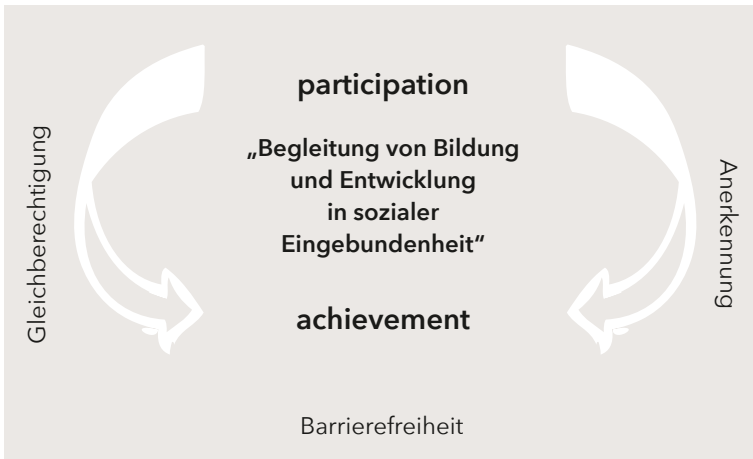 participation
„Begleitung von Bildung
und Entwicklung
in sozialer
Eingebundenheit“
achievement
Gleichberechtigung
Anerkennung
Barrierefreiheit